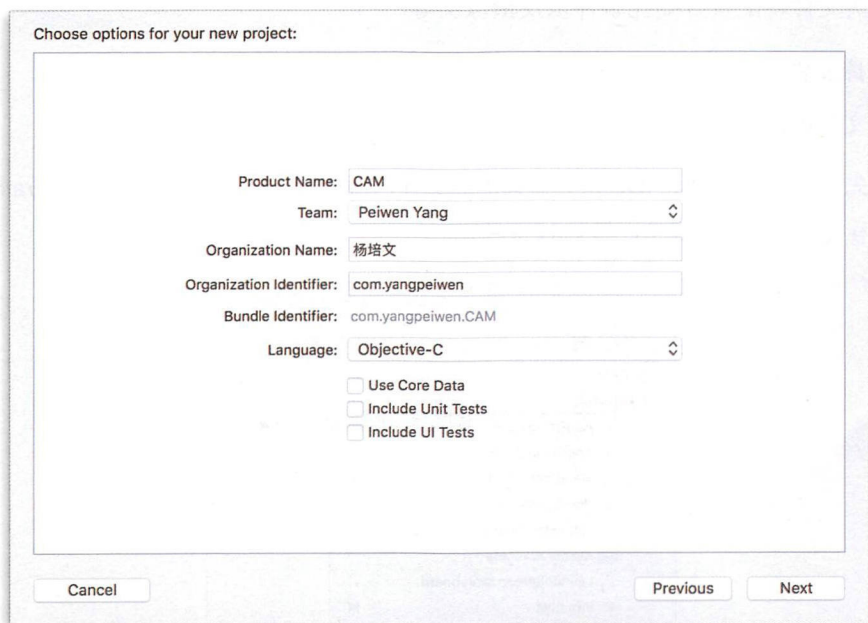 Choose options for your new project:
Product Name: CAM
Team: Peiwen Yang
Organization Name: 杨培文
Organization Identifier: com.yangpeiwen
Bundle Identifier: com.yangpeiwen.CAM
Language: Objective-C
Use Core Data
Include Unit Tests
Include UI Tests
Cancel Previous Next